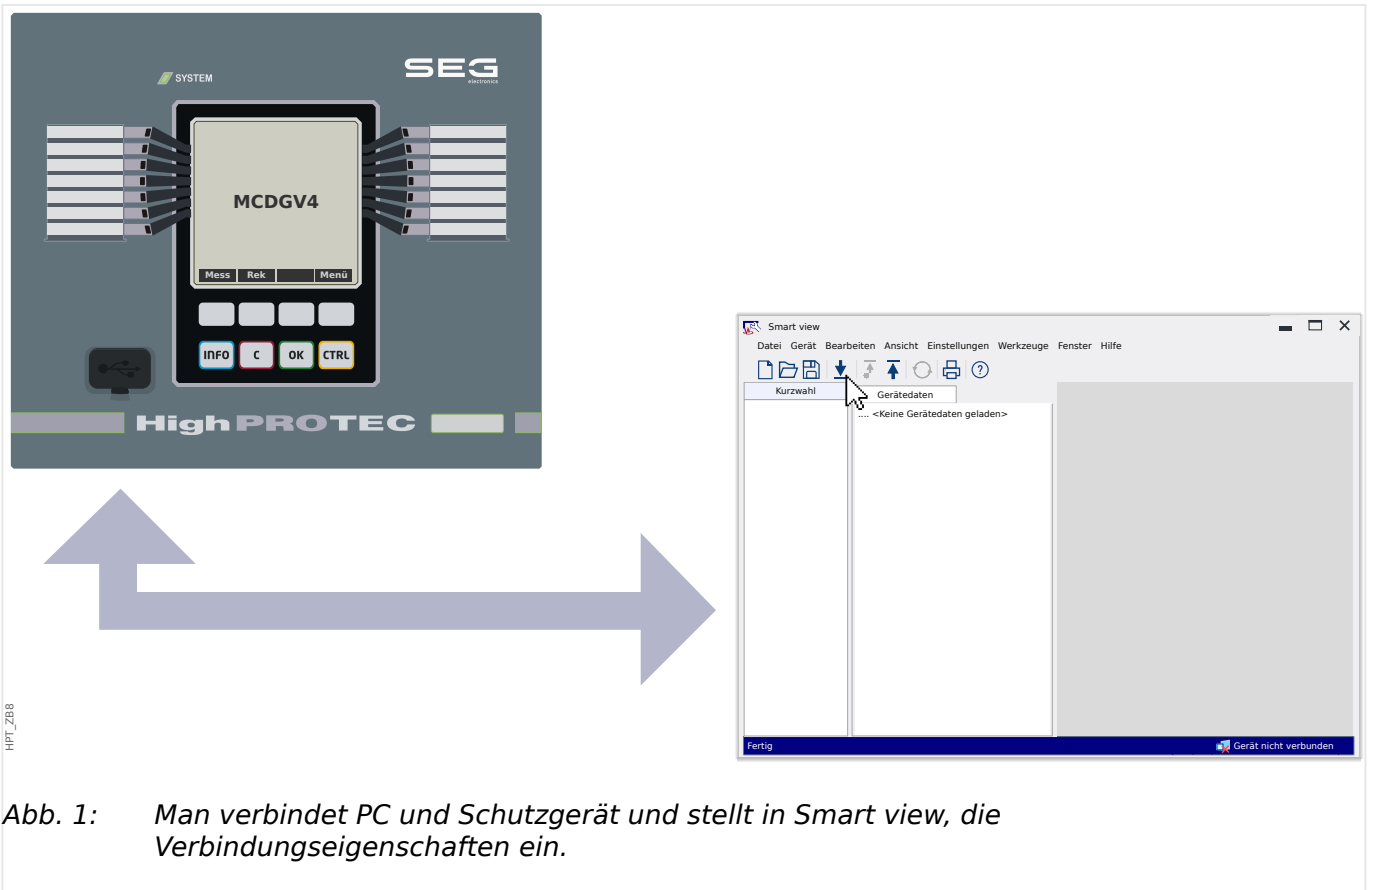 SYSTEM
SEG
electronics
MCDGV4
Mess Rek Menü
INFO C OK CTRL
HighPROTEC
Smart view
Datei Gerät Bearbeiten Ansicht Einstellungen Werkzeuge Fenster Hilfe
Kurzwahl
Gerätedaten
.... <Keine Gerätedaten geladen>
Fertig
Gerät nicht verbunden
HPT_ZB8
Abb. 1: Man verbindet PC und Schutzgerät und stellt in Smart view, die
Verbindungseigenschaften ein.